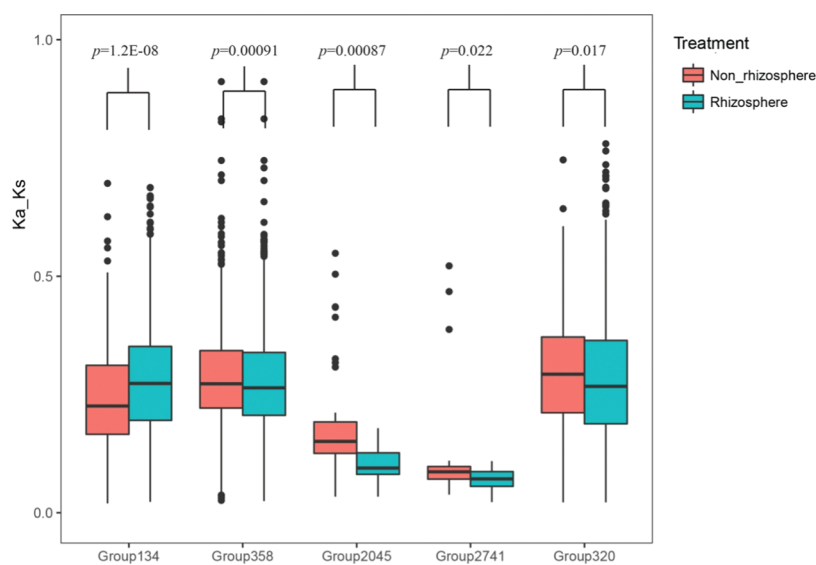 1.0
p=1.2E-08
p=0.00091
p=0.00087
p=0.022
p=0.017
Treatment
Non_rhizosphere
Rhizosphere
Ka_Ks
0.5
0.0
Group134
Group358
Group2045
Group2741
Group320